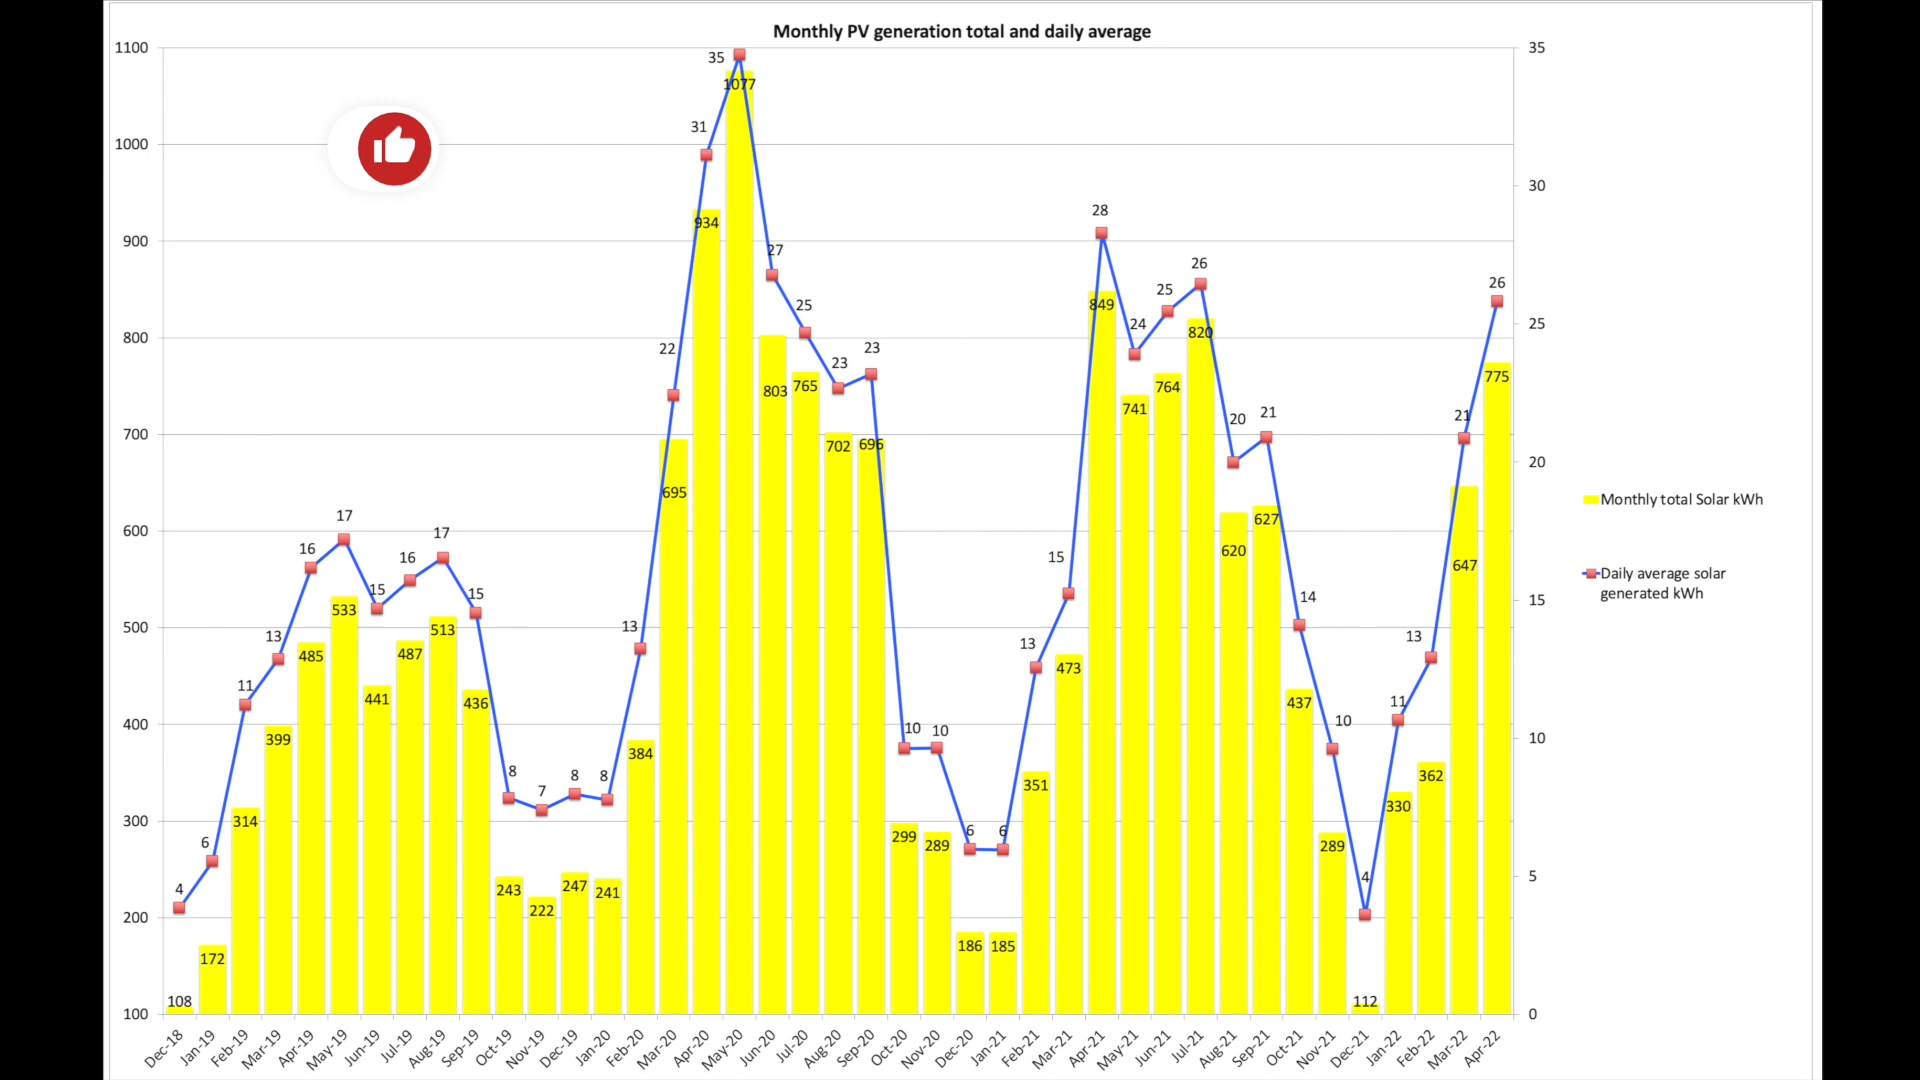 Monthly PV generation total and daily average
1100
1000
900
800
700
600
500
400
300
200
100
35
30
25
20
15
10
5
0
4
6
11
13
16
17
15
16
17
15
8
7
8
8
13
22
31
35
27
25
23
23
10
10
6
6
13
15
28
24
25
26
20
21
14
10
4
11
13
21
26
108
172
314
399
485
533
441
487
513
436
243
222
247
241
384
695
934
1077
803
765
702
696
299
289
186
185
351
473
849
741
764
820
620
627
437
289
112
330
362
647
775
Monthly total Solar kWh
Daily average solar
generated kWh
Dec-18
Jan-19
Feb-19
Mar-19
Apr-19
May-19
Jun-19
Jul-19
Aug-19
Sep-19
Oct-19
Nov-19
Dec-19
Jan-20
Feb-20
Mar-20
Apr-20
May-20
Jun-20
Jul-20
Aug-20
Sep-20
Oct-20
Nov-20
Dec-20
Jan-21
Feb-21
Mar-21
Apr-21
May-21
Jun-21
Jul-21
Aug-21
Sep-21
Oct-21
Nov-21
Dec-21
Jan-22
Feb-22
Mar-22
Apr-22